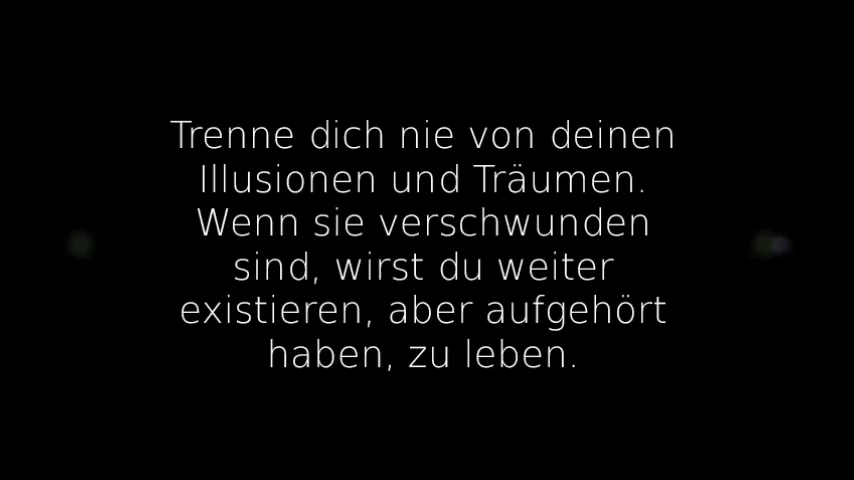 Trenne dich nie von deinen
Illusionen und Träumen.
Wenn sie verschwunden
sind, wirst du weiter
existieren, aber aufgehört
haben, zu leben.